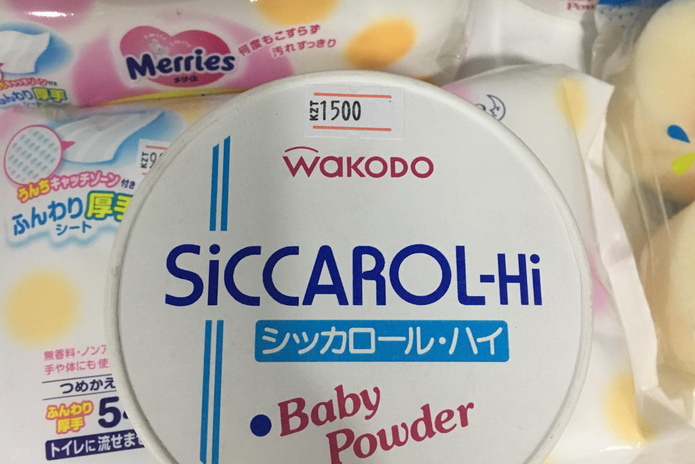 Merries
メリーズ
何度もこすらず
汚れすっきり
厚手
KZT 1500
WAKODO
SiCCAROL-Hi
シッカロール・ハイ
Baby
Powder
KZT
うんちキャッチゾーン付き
ふんわり厚手
シート
無香料・ノンア
手や体にも使
つめかえ
ふんわり
厚手
トイレに流せま